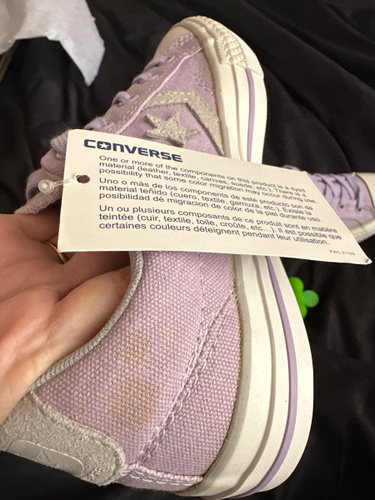 CONVERSE
One or more of the components on this product is a dyed
material (leather, textile, canvas, suede, etc.). There is a
possibility that some color migration may occur during use.
Uno o más de los componentes de este producto son de
material teñido (cuero, textile, gamuza, etc.). Existe la
posibilidad dé migracion de color de la piel durante uso.
Un ou plusieurs composants de ce produit sont en matière
teintée (cuir, textile, toile, croûte, etc...). Il est possible que
certaines couleurs déteignent pendant leur utilisation.